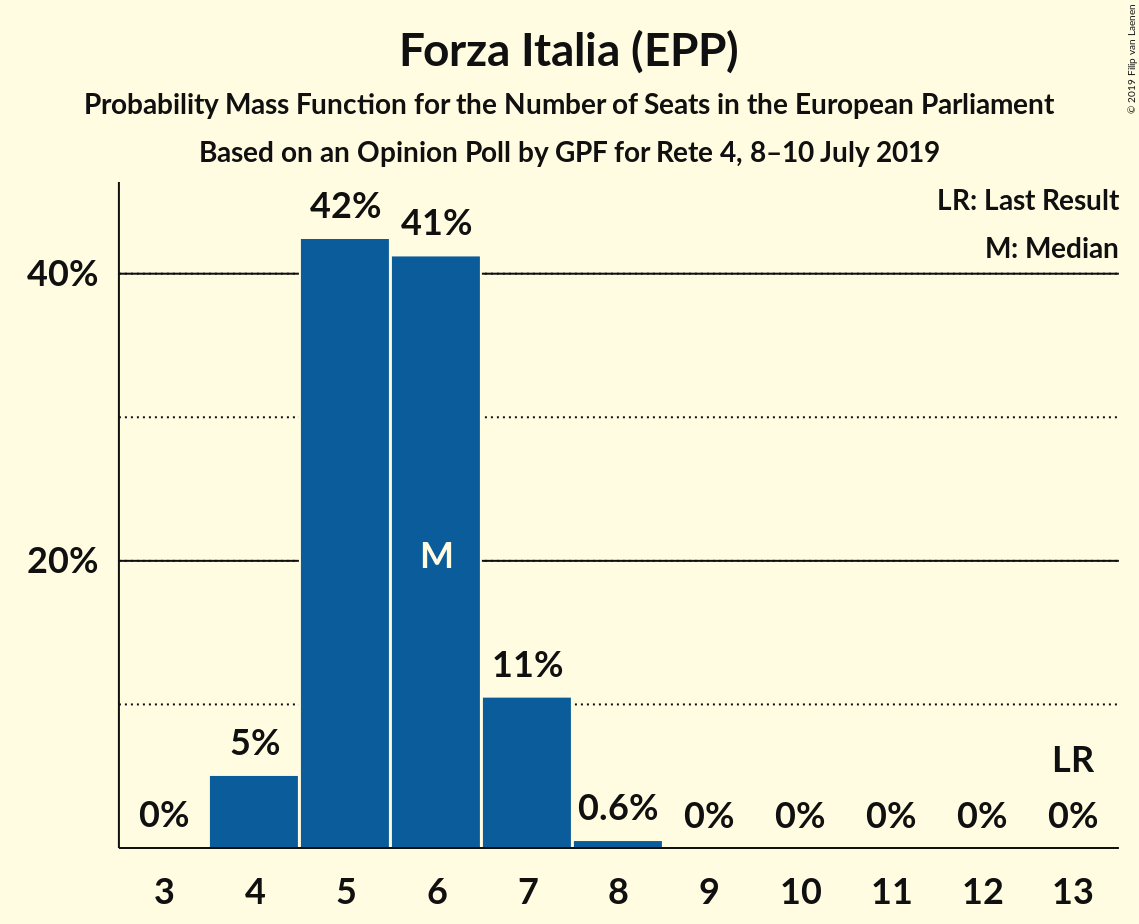 Forza Italia (EPP)
Probability Mass Function for the Number of Seats in the European Parliament
Based on an Opinion Poll by GPF for Rete 4, 8–10 July 2019
© 2019 Filip van Laenen
LR: Last Result
M: Median
40%
20%
0%
5%
42%
41%
M
11%
0.6%
0%
0%
0%
0%
LR
0%
3 4 5 6 7 8 9 10 11 12 13